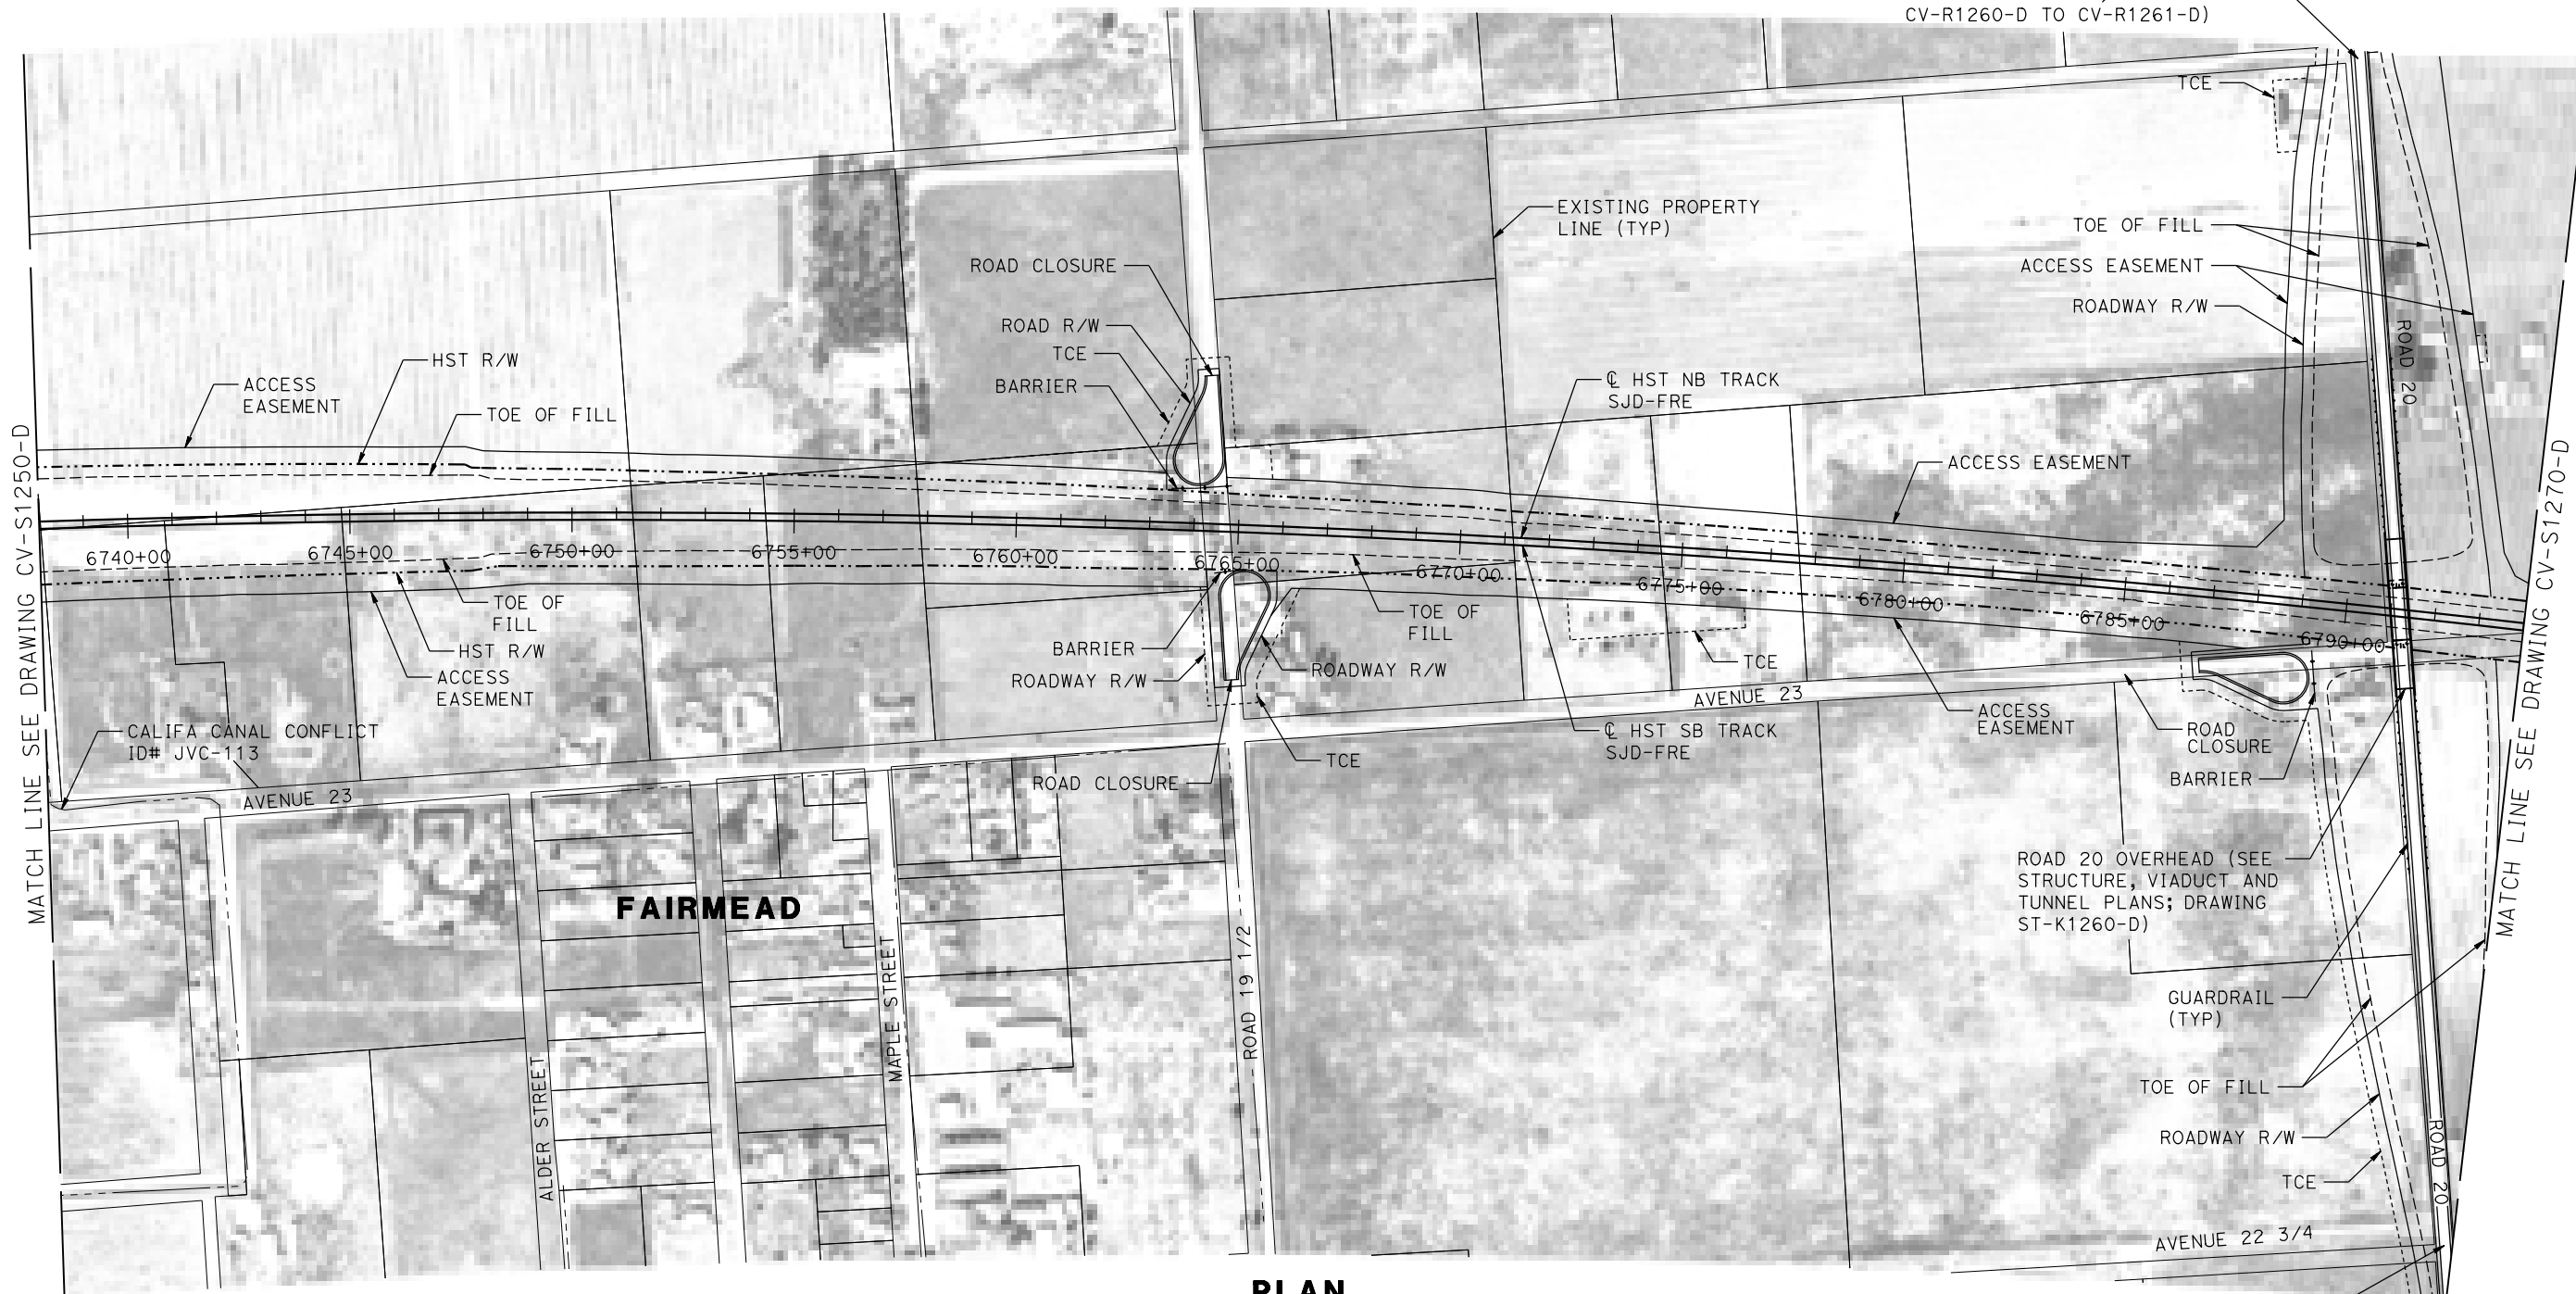 CV-R1260-D TO CV-R1261-D)
TCE
EXISTING PROPERTY
LINE (TYP)
TOE OF FILL
ACCESS EASEMENT
ROADWAY R/W
ROAD CLOSURE
ROAD R/W
TCE
BARRIER
ROAD 20
HST R/W
ACCESS
EASEMENT
TOE OF FILL
℄ HST NB TRACK
SJD-FRE
ACCESS EASEMENT
MATCH LINE SEE DRAWING CV-S1250-D
MATCH LINE SEE DRAWING CV-S1270-D
6740+00
6745+00
6750+00
6755+00
6760+00
6765+00
6770+00
6775+00
6780+00
6785+00
6790+00
TOE OF
FILL
HST R/W
ACCESS
EASEMENT
TOE OF
FILL
BARRIER
ROADWAY R/W
ROADWAY R/W
TCE
AVENUE 23
CALIFA CANAL CONFLICT
ID# JVC-113
AVENUE 23
℄ HST SB TRACK
SJD-FRE
TCE
ROAD CLOSURE
ACCESS
EASEMENT
ROAD
CLOSURE
BARRIER
ROAD 20 OVERHEAD (SEE
STRUCTURE, VIADUCT AND
TUNNEL PLANS; DRAWING
ST-K1260-D)
FAIRMEAD
ALDER STREET
MAPLE STREET
ROAD 19 1/2
GUARDRAIL
(TYP)
TOE OF FILL
ROADWAY R/W
TCE
ROAD 20
AVENUE 22 3/4
PLAN